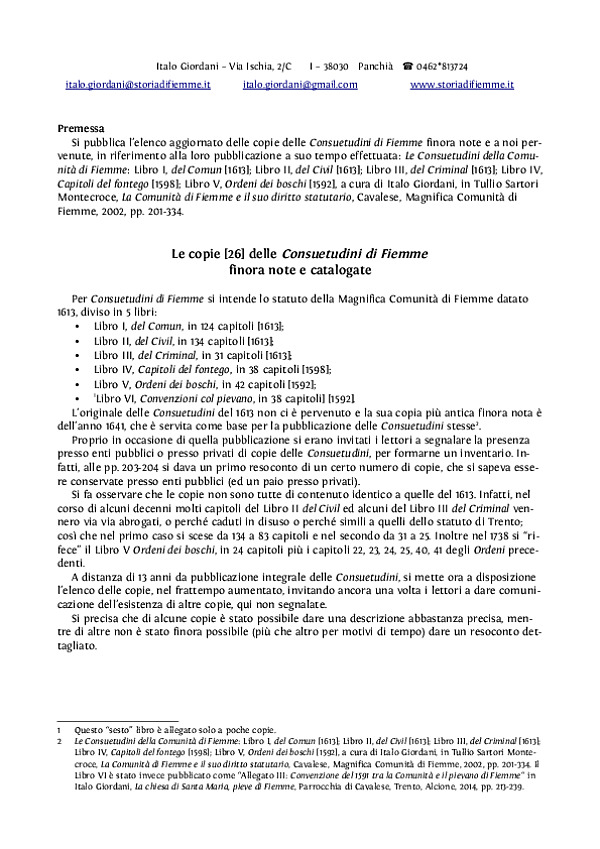 Italo Giordani – Via Ischia, 2/C I – 38030 Panchià ☎ 0462*813724
italo.giordani@storiadifiemme.it italo.giordani@gmail.com www.storiadifiemme.it
Premessa
Si pubblica l'elenco aggiornato delle copie delle Consuetudini di Fiemme finora note e a noi per-
venute, in riferimento alla loro pubblicazione a suo tempo effettuata: Le Consuetudini della Comu-
nità di Fiemme: Libro I, del Comun [1613]; Libro II, del Civil [1613]; Libro III, del Criminal [1613]; Libro IV,
Capitoli del fontego [1598]; Libro V, Ordeni dei boschi [1592], a cura di Italo Giordani, in Tullio Sartori
Montecroce, La Comunità di Fiemme e il suo diritto statutario, Cavalese, Magnifica Comunità di
Fiemme, 2002, pp. 201-334.
Le copie [26] delle Consuetudini di Fiemme
finora note e catalogate
Per Consuetudini di Fiemme si intende lo statuto della Magnifica Comunità di Fiemme datato
1613, diviso in 5 libri:
• Libro I, del Comun, in 124 capitoli [1613];
• Libro II, del Civil, in 134 capitoli [1613];
• Libro III, del Criminal, in 31 capitoli [1613];
• Libro IV, Capitoli del fontego, in 38 capitoli [1598];
• Libro V, Ordeni dei boschi, in 42 capitoli [1592];
• ¹Libro VI, Convenzioni col pievano, in 38 capitoli] [1592].
L'originale delle Consuetudini del 1613 non ci è pervenuto e la sua copia più antica finora nota è
dell'anno 1641, che è servita come base per la pubblicazione delle Consuetudini stesse².
Proprio in occasione di quella pubblicazione si erano invitati i lettori a segnalare la presenza
presso enti pubblici o presso privati di copie delle Consuetudini, per formarne un inventario. In-
fatti, alle pp. 203-204 si dava un primo resoconto di un certo numero di copie, che si sapeva esse-
re conservate presso enti pubblici (ed un paio presso privati).
Si fa osservare che le copie non sono tutte di contenuto identico a quelle del 1613. Infatti, nel
corso di alcuni decenni molti capitoli del Libro II del Civil ed alcuni del Libro III del Criminal ven-
nero via via abrogati, o perché caduti in disuso o perché simili a quelli dello statuto di Trento;
così che nel primo caso si scese da 134 a 83 capitoli e nel secondo da 31 a 25. Inoltre nel 1738 si "ri-
fece" il Libro V Ordeni dei boschi, in 24 capitoli più i capitoli 22, 23, 24, 25, 40, 41 degli Ordeni prece-
denti.
A distanza di 13 anni da pubblicazione integrale delle Consuetudini, si mette ora a disposizione
l'elenco delle copie, nel frattempo aumentato, invitando ancora una volta i lettori a dare comuni-
cazione dell'esistenza di altre copie, qui non segnalate.
Si precisa che di alcune copie è stato possibile dare una descrizione abbastanza precisa, men-
tre di altre non è stato finora possibile (più che altro per motivi di tempo) dare un resoconto det-
tagliato.
1 Questo "sesto" libro è allegato solo a poche copie.
2 Le Consuetudini della Comunità di Fiemme: Libro I, del Comun [1613]; Libro II, del Civil [1613]; Libro III, del Criminal [1613];
Libro IV, Capitoli del fontego [1598]; Libro V, Ordeni dei boschi [1592], a cura di Italo Giordani, in Tullio Sartori Monte-
croce, La Comunità di Fiemme e il suo diritto statutario, Cavalese, Magnifica Comunità di Fiemme, 2002, pp. 201-334. Il
Libro VI è stato invece pubblicato come "Allegato III: Convenzione del 1591 tra la Comunità e il pievano di Fiemme" in
Italo Giordani, La chiesa di Santa Maria, pieve di Fiemme, Parrocchia di Cavalese, Trento, Alcione, 2014, pp. 213-239.